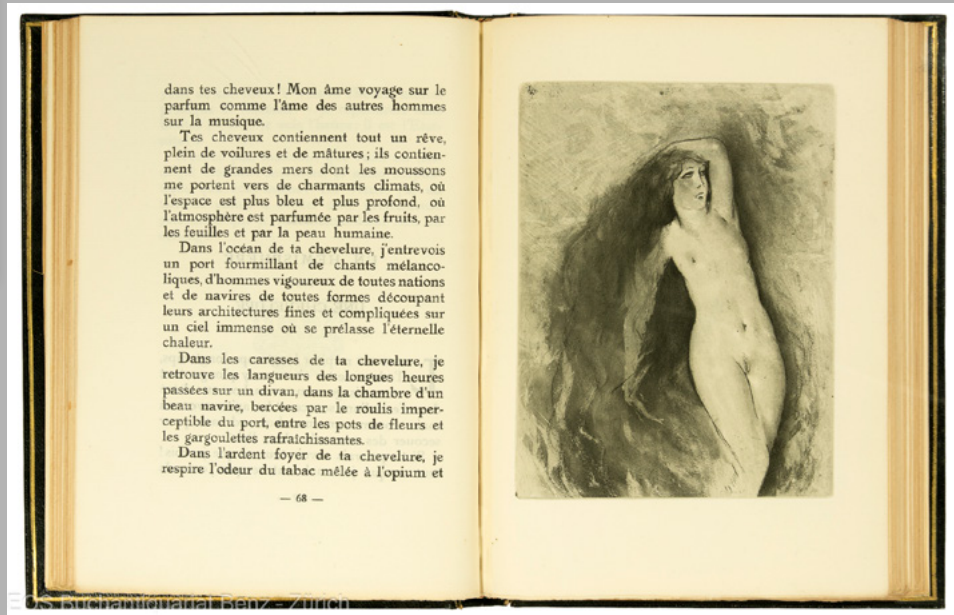 dans tes cheveux! Mon âme voyage sur le
parfum comme l'âme des autres hommes
sur la musique.
Tes cheveux contiennent tout un rêve,
plein de voilures et de mâtures; ils contien-
nent de grandes mers dont les moussons
me portent vers de charmants climats, où
l'espace est plus bleu et plus profond, où
l'atmosphère est parfumée par les fruits, par
les feuilles et par la peau humaine.
Dans l'océan de ta chevelure, j'entrevois
un port fourmillant de chants mélanco-
liques, d'hommes vigoureux de toutes nations
et de navires de toutes formes découpant
leurs architectures fines et compliquées sur
un ciel immense où se prélasse l'éternelle
chaleur.
Dans les caresses de ta chevelure, je
retrouve les langueurs des longues heures
passées sur un divan, dans la chambre d'un
beau navire, bercées par le roulis imper-
ceptible du port, entre les pots de fleurs et
les gargoulettes rafraîchissantes.
Dans l'ardent foyer de ta chevelure, je
respire l'odeur du tabac mêlée à l'opium et
— 68 —
EOS Buchantiquariat Benz - Zürich